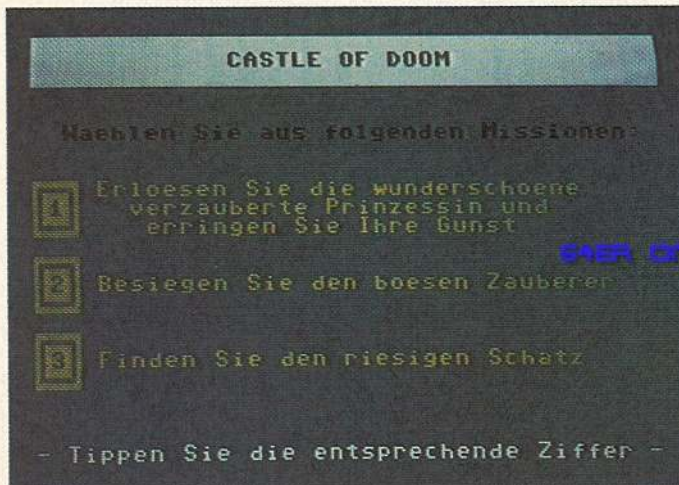 CASTLE OF DOOM
Waehlen Sie aus folgenden Missionen:
1 Erloesen Sie die wunderschoene
verzauberte Prinzessin und
erringen Sie Ihre Gunst
64ER
2 Besiegen Sie den boesen Zauberer
3 Finden Sie den riesigen Schatz
- Tippen Sie die entsprechende Ziffer -